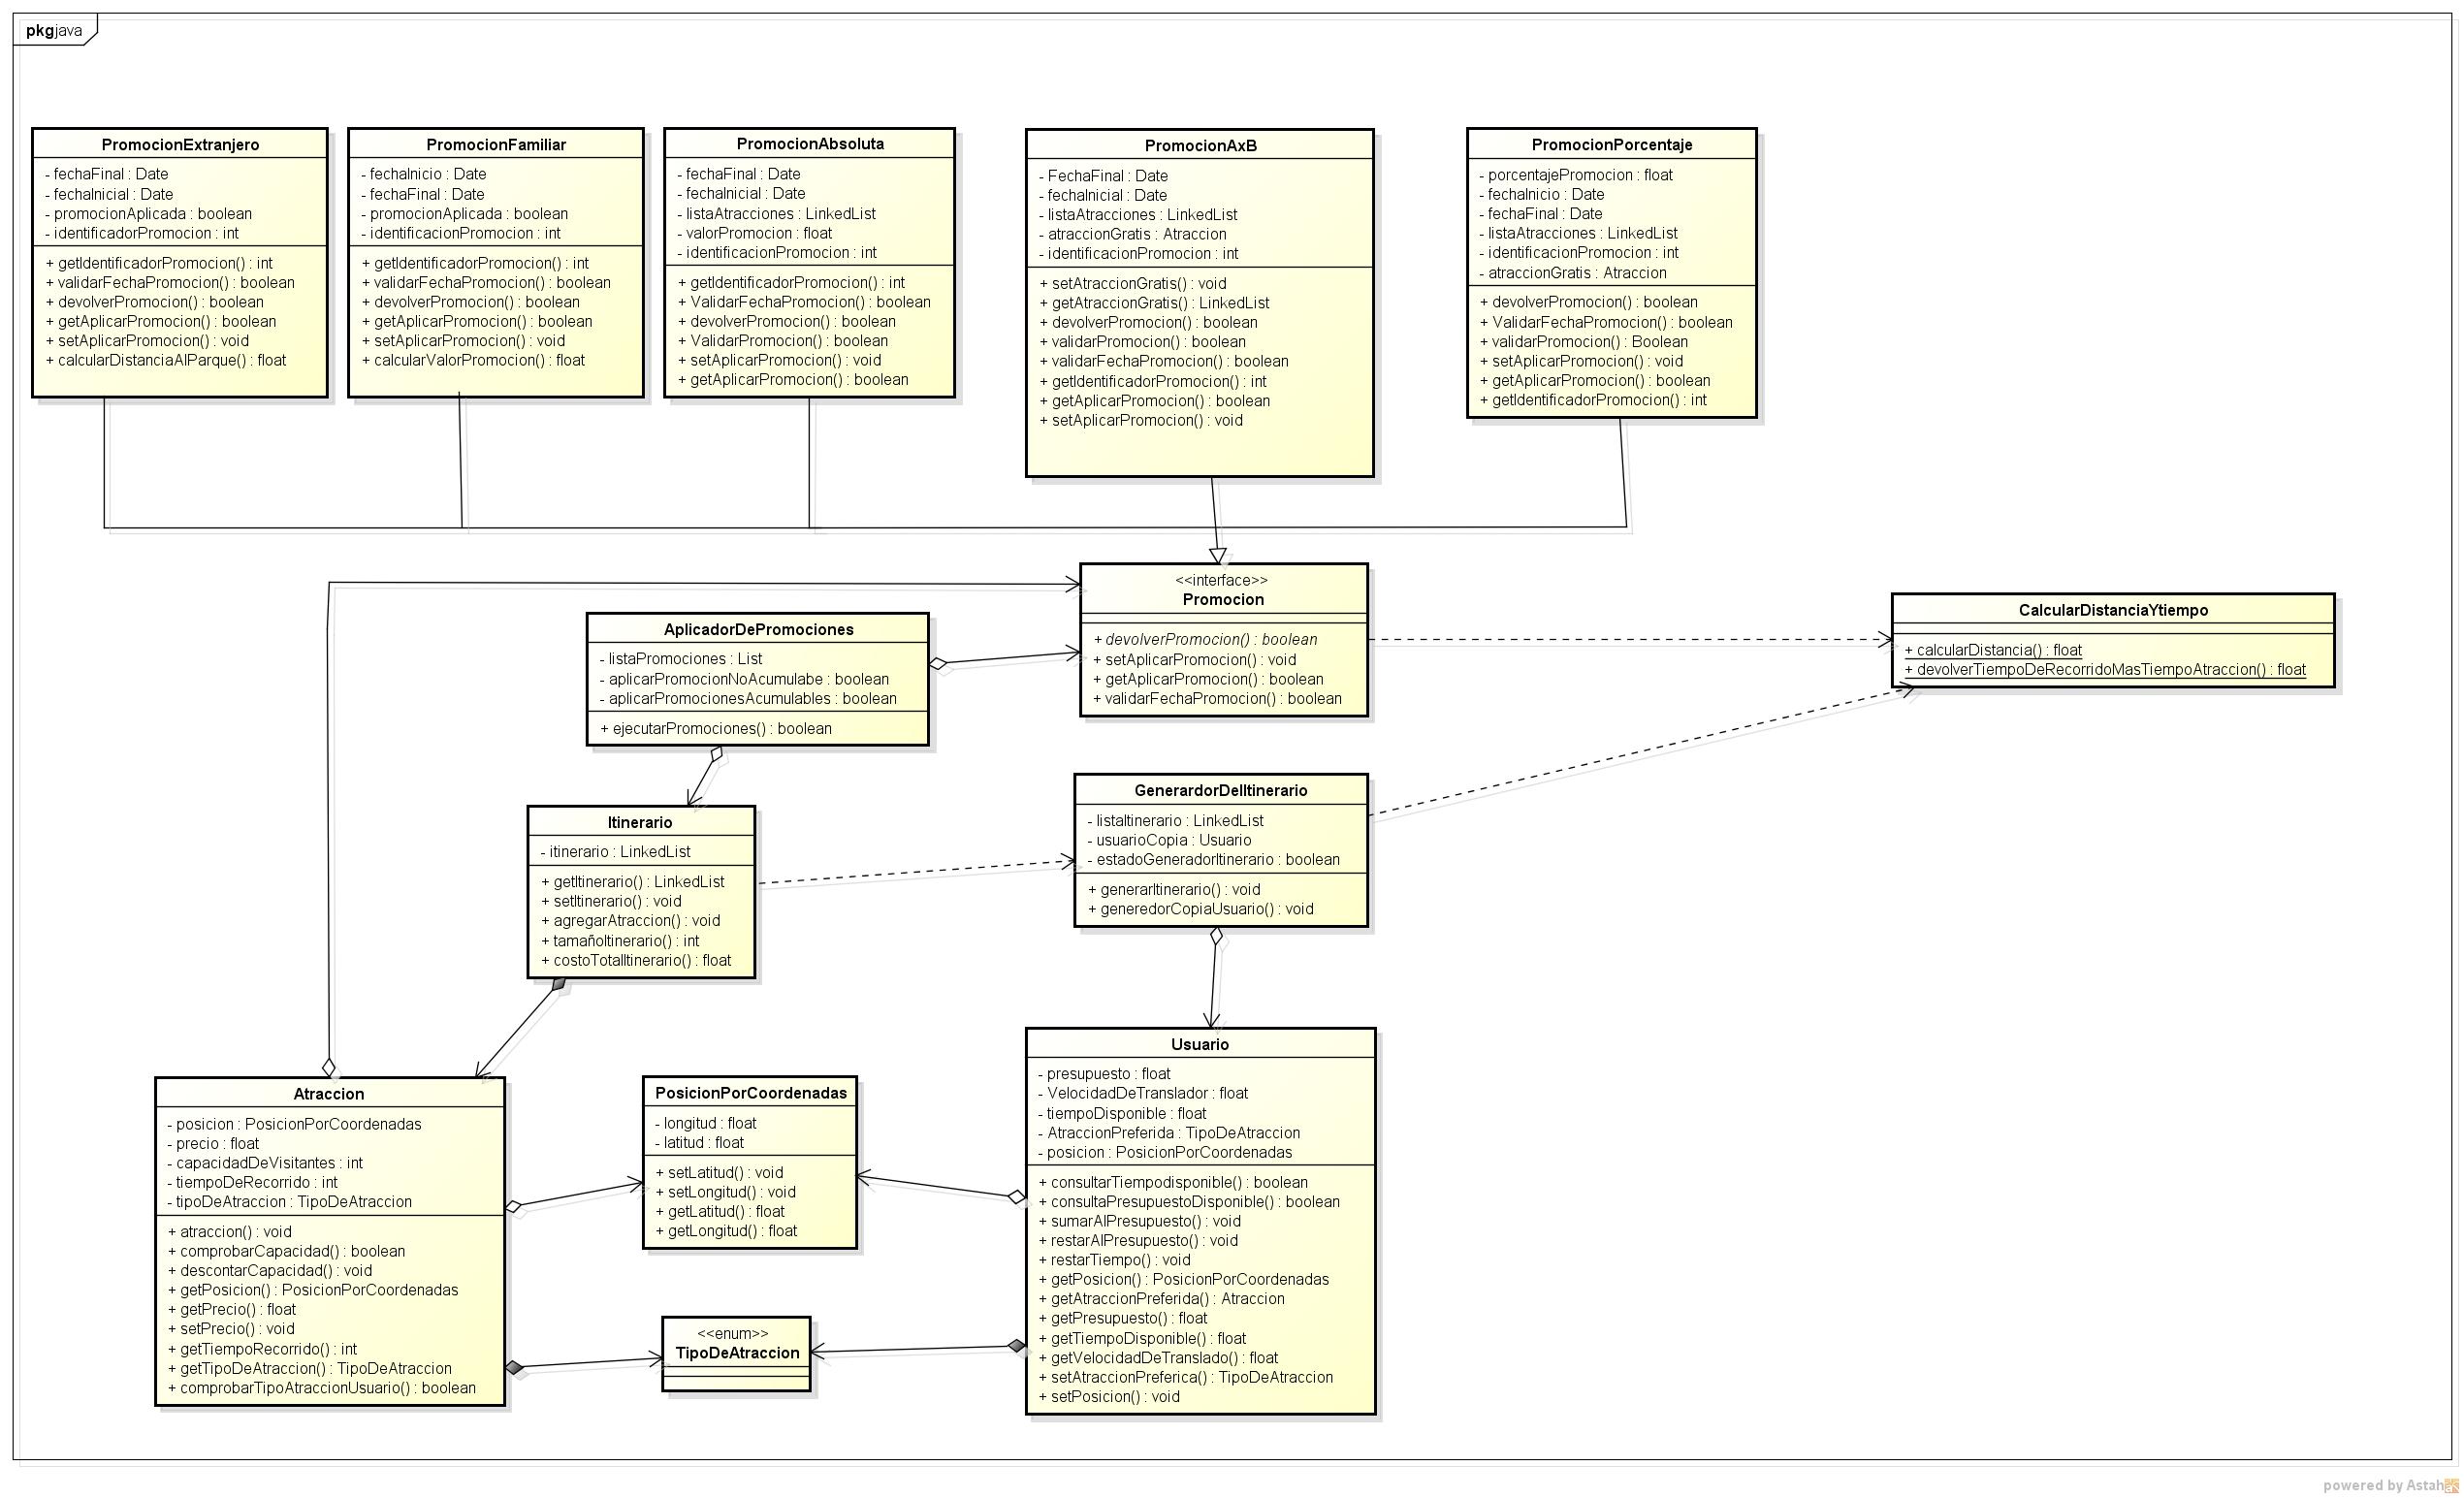 pkg java
PromocionExtranjero
- fechaFinal : Date
- fechaInicial : Date
- promocionAplicada : boolean
- identificadorPromocion : int
+ getIdentificadorPromocion() : int
+ validarFechaPromocion() : boolean
+ devolverPromocion() : boolean
+ getAplicarPromocion() : boolean
+ setAplicarPromocion() : void
+ calcularDistanciaAlParque() : float
PromocionFamiliar
- fechaInicio : Date
- fechaFinal : Date
- promocionAplicada : boolean
- identificacionPromocion : int
+ getIdentificadorPromocion() : int
+ validarFechaPromocion() : boolean
+ devolverPromocion() : boolean
+ getAplicarPromocion() : boolean
+ setAplicarPromocion() : void
+ calcularValorPromocion() : float
PromocionAbsoluta
- fechaFinal : Date
- fechaInicial : Date
- listaAtracciones : LinkedList
- valorPromocion : float
- identificacionPromocion : int
+ getIdentificadorPromocion() : int
+ ValidarFechaPromocion() : boolean
+ devolverPromocion() : boolean
+ ValidarPromocion() : boolean
+ setAplicarPromocion() : void
+ getAplicarPromocion() : boolean
PromocionAxB
- FechaFinal : Date
- fechaInicial : Date
- listaAtracciones : LinkedList
- atraccionGratis : Atraccion
- identificacionPromocion : int
+ setAtraccionGratis() : void
+ getAtraccionGratis() : LinkedList
+ devolverPromocion() : boolean
+ validarPromocion() : boolean
+ validarFechaPromocion() : boolean
+ getIdentificadorPromocion() : int
+ getAplicarPromocion() : boolean
+ setAplicarPromocion() : void
PromocionPorcentaje
- porcentajePromocion : float
- fechaInicio : Date
- fechaFinal : Date
- listaAtracciones : LinkedList
- identificacionPromocion : int
- atraccionGratis : Atraccion
+ devolverPromocion() : boolean
+ ValidarFechaPromocion() : boolean
+ validarPromocion() : Boolean
+ setAplicarPromocion() : void
+ getAplicarPromocion() : boolean
+ getIdentificadorPromocion() : int
<<interface>>
Promocion
+ devolverPromocion() : boolean
+ setAplicarPromocion() : void
+ getAplicarPromocion() : boolean
+ validarFechaPromocion() : boolean
CalcularDistanciaYtiempo
+ calcularDistancia() : float
+ devolverTiempoDeRecorridoMasTiempoAtraccion() : float
AplicadorDePromociones
- listaPromociones : List
- aplicarPromocionNoAcumulabe : boolean
- aplicarPromocionesAcumulables : boolean
+ ejecutarPromociones() : boolean
Itinerario
- itinerario : LinkedList
+ getItinerario() : LinkedList
+ setItinerario() : void
+ agregarAtraccion() : void
+ tamañoItinerario() : int
+ costoTotalItinerario() : float
GenerardorDelItinerario
- listaItinerario : LinkedList
- usuarioCopia : Usuario
- estadoGeneradorItinerario : boolean
+ generarItinerario() : void
+ generedorCopiaUsuario() : void
Atraccion
- posicion : PosicionPorCoordenadas
- precio : float
- capacidadDeVisitantes : int
- tiempoDeRecorrido : int
- tipoDeAtraccion : TipoDeAtraccion
+ atraccion() : void
+ comprobarCapacidad() : boolean
+ descontarCapacidad() : void
+ getPosicion() : PosicionPorCoordenadas
+ getPrecio() : float
+ setPrecio() : void
+ getTiempoRecorrido() : int
+ getTipoDeAtraccion() : TipoDeAtraccion
+ comprobarTipoAtraccionUsuario() : boolean
PosicionPorCoordenadas
- longitud : float
- latitud : float
+ setLatitud() : void
+ setLongitud() : void
+ getLatitud() : float
+ getLongitud() : float
<<enum>>
TipoDeAtraccion
Usuario
- presupuesto : float
- VelocidadDeTranslador : float
- tiempoDisponible : float
- AtraccionPreferida : TipoDeAtraccion
- posicion : PosicionPorCoordenadas
+ consultarTiempodisponible() : boolean
+ consultaPresupuestoDisponible() : boolean
+ sumarAlPresupuesto() : void
+ restarAlPresupuesto() : void
+ restarTiempo() : void
+ getPosicion() : PosicionPorCoordenadas
+ getAtraccionPreferida() : Atraccion
+ getPresupuesto() : float
+ getTiempoDisponible() : float
+ getVelocidadDeTranslado() : float
+ setAtraccionPreferica() : TipoDeAtraccion
+ setPosicion() : void
powered by Astah